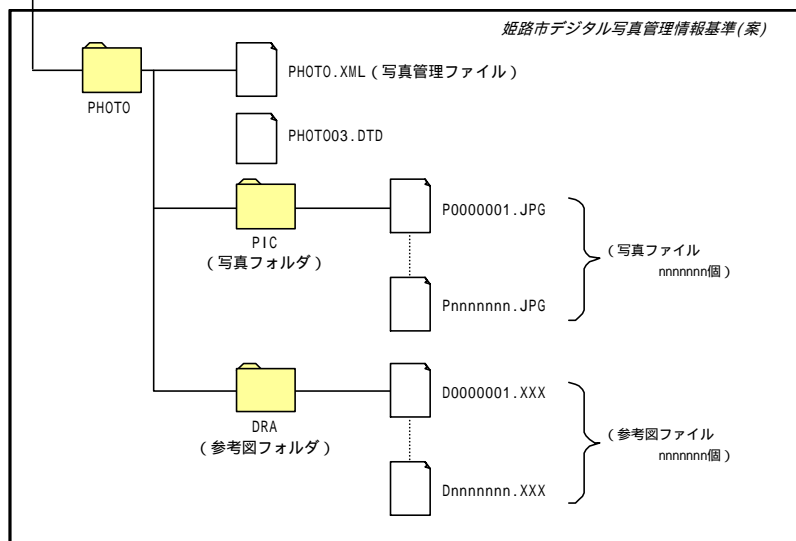 姫路市デジタル写真管理情報基準(案)
PHOTO
PHOTO.XML(写真管理ファイル)
PHOTO03.DTD
PIC
(写真フォルダ)
P0000001.JPG
Pnnnnnnn.JPG
(写真ファイル
nnnnnnn個)
DRA
(参考図フォルダ)
D0000001.XXX
Dnnnnnnn.XXX
(参考図ファイル
nnnnnnn個)